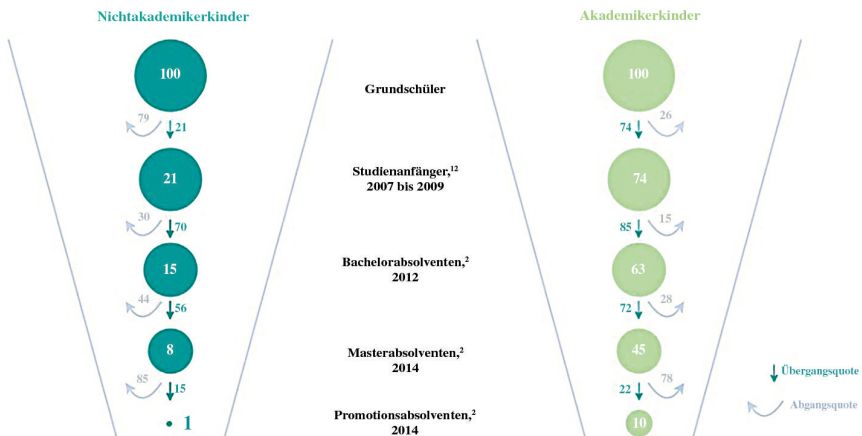 Nichtakademikerkinder
Akademikerkinder
100
Grundschüler
100
79
21
74
26
21
Studienanfänger,¹²
2007 bis 2009
74
30
70
85
15
15
Bachelorabsolventen,²
2012
63
44
56
72
28
8
Masterabsolventen,²
2014
45
85
15
22
78
1
Promotionsabsolventen,²
2014
10
Übergangsquote
Abgangsquote